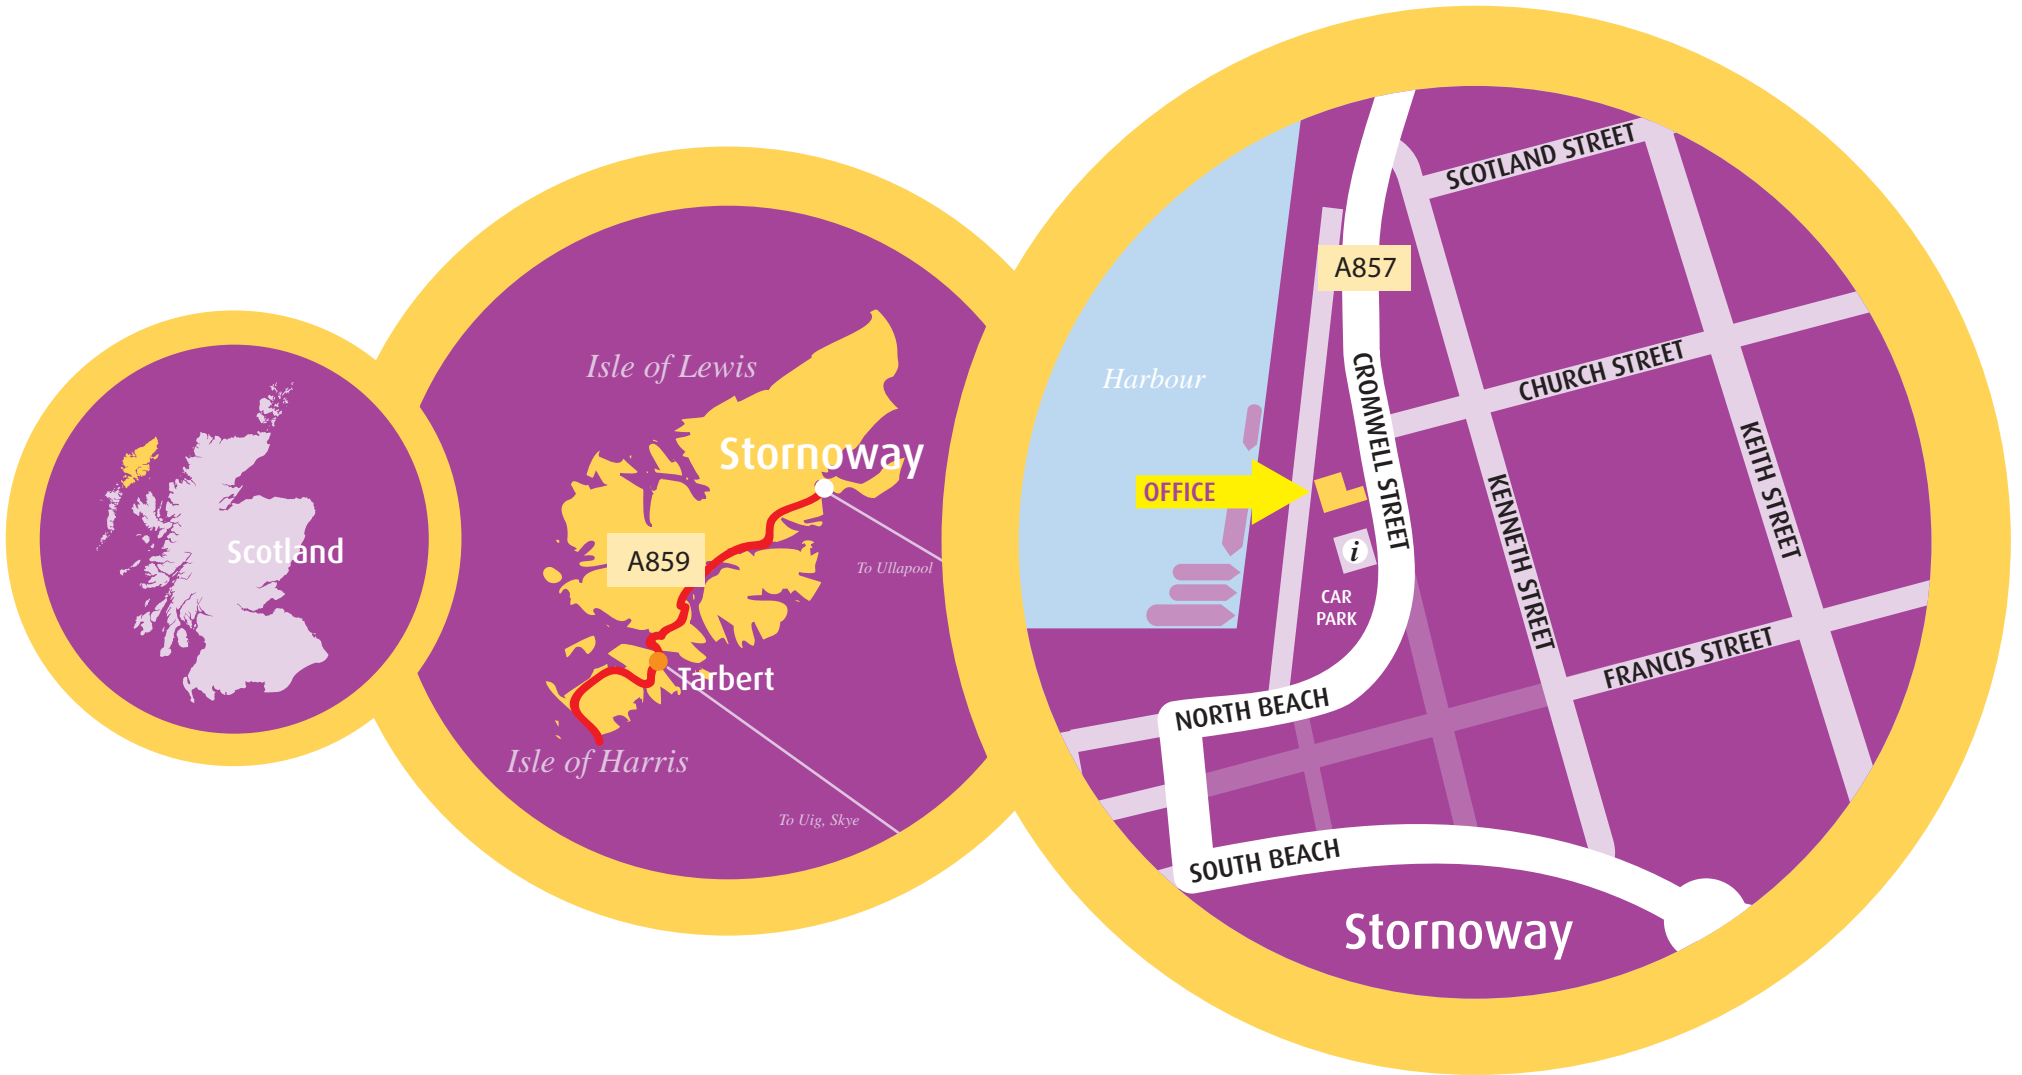 Scotland
Isle of Lewis
Stornoway
A859
To Ullapool
Tarbert
Isle of Harris
To Uig, Skye
SCOTLAND STREET
A857
Harbour
CHURCH STREET
CROMWELL STREET
KEITH STREET
OFFICE
KENNETH STREET
i
CAR
PARK
FRANCIS STREET
NORTH BEACH
SOUTH BEACH
Stornoway